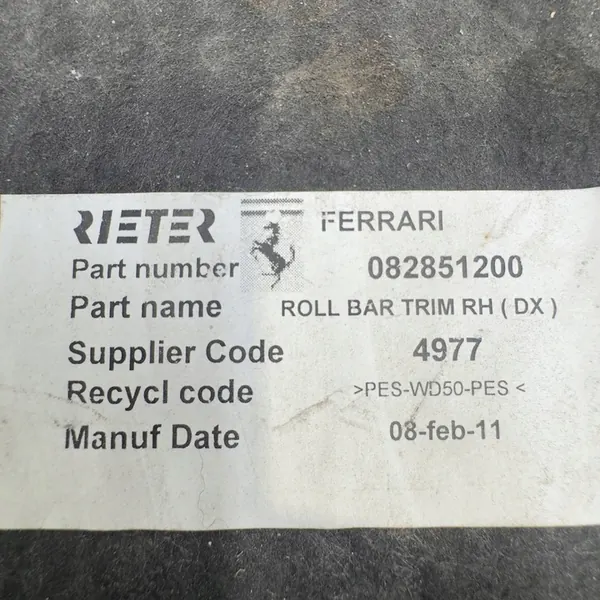 RIETER FERRARI
Part number 082851200
Part name ROLL BAR TRIM RH ( DX )
Supplier Code 4977
Recycl code >PES-WD50-PES <
Manuf Date 08-feb-11